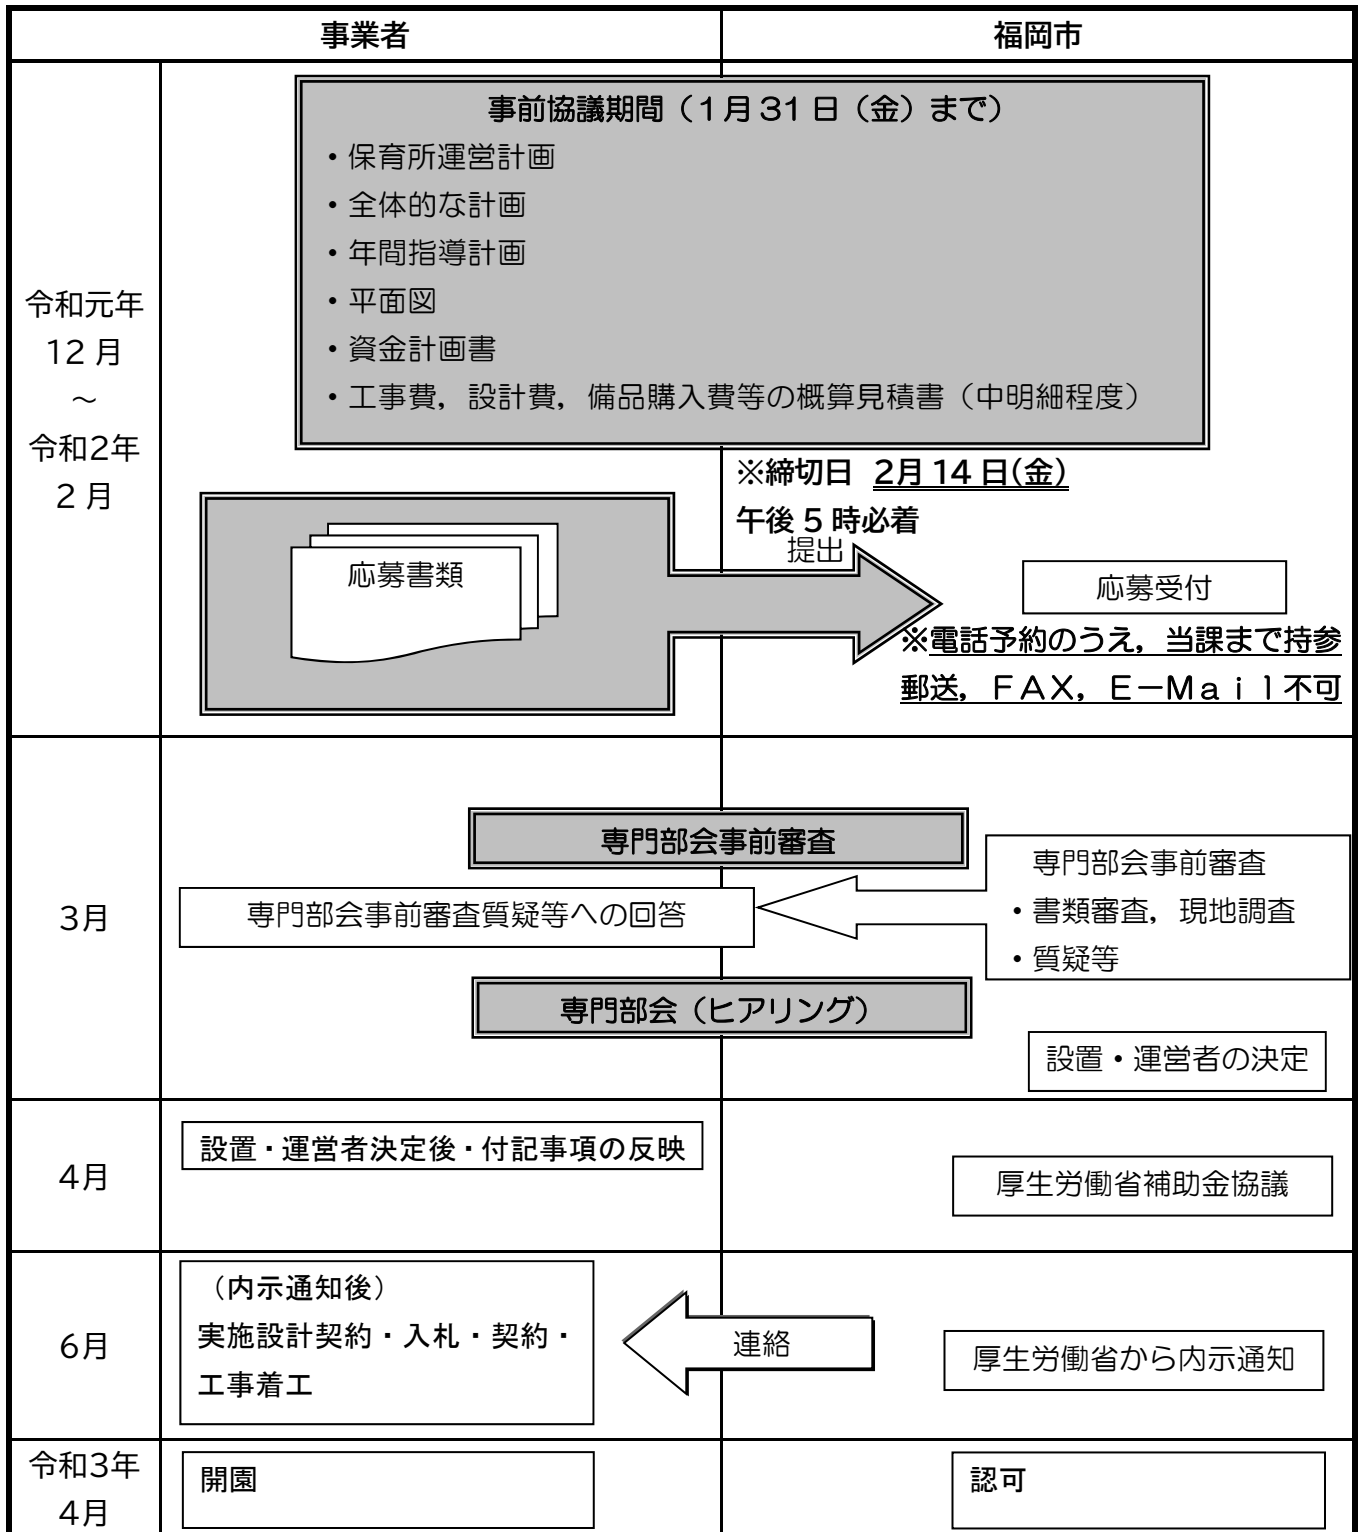 事業者
福岡市
令和元年
12月
～
令和2年
2月
事前協議期間（1月31日（金）まで）
・保育所運営計画
・全体的な計画
・年間指導計画
・平面図
・資金計画書
・工事費，設計費，備品購入費等の概算見積書（中明細程度）
※締切日 2月14日(金)
午後5時必着
提出
応募書類
応募受付
※電話予約のうえ，当課まで持参
郵送，ＦＡＸ，Ｅ－Ｍａｉｌ不可
3月
専門部会事前審査
専門部会事前審査
・書類審査，現地調査
・質疑等
専門部会事前審査質疑等への回答
専門部会（ヒアリング）
設置・運営者の決定
4月
設置・運営者決定後・付記事項の反映
厚生労働省補助金協議
6月
（内示通知後）
実施設計契約・入札・契約・
工事着工
連絡
厚生労働省から内示通知
令和3年
4月
開園
認可